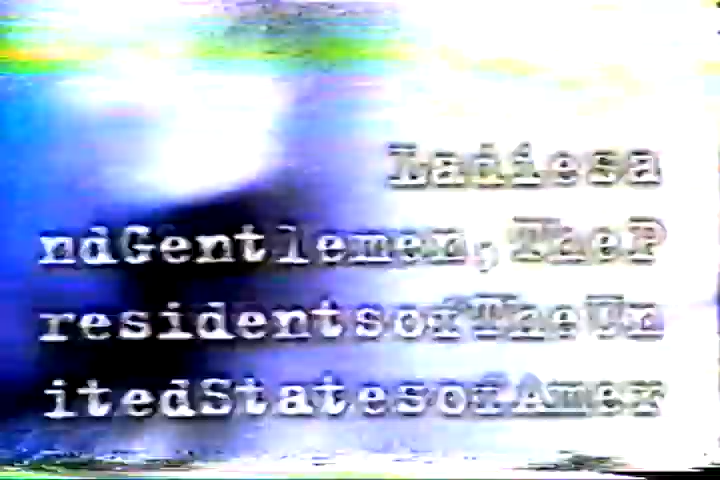 Ladiesa
ndGentlemen,TheP
residentsofTheUn
itedStatesofAmer